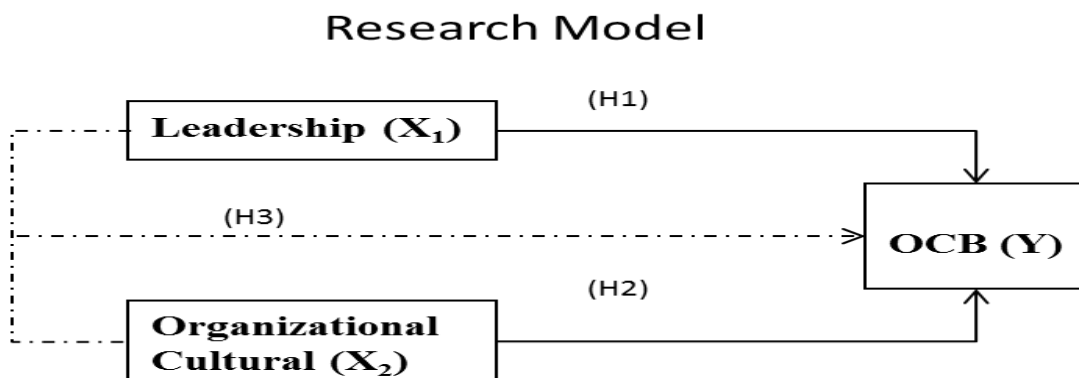 Research Model
(H1)
Leadership (X₁)
(H3)
OCB (Y)
(H2)
Organizational
Cultural (X₂)